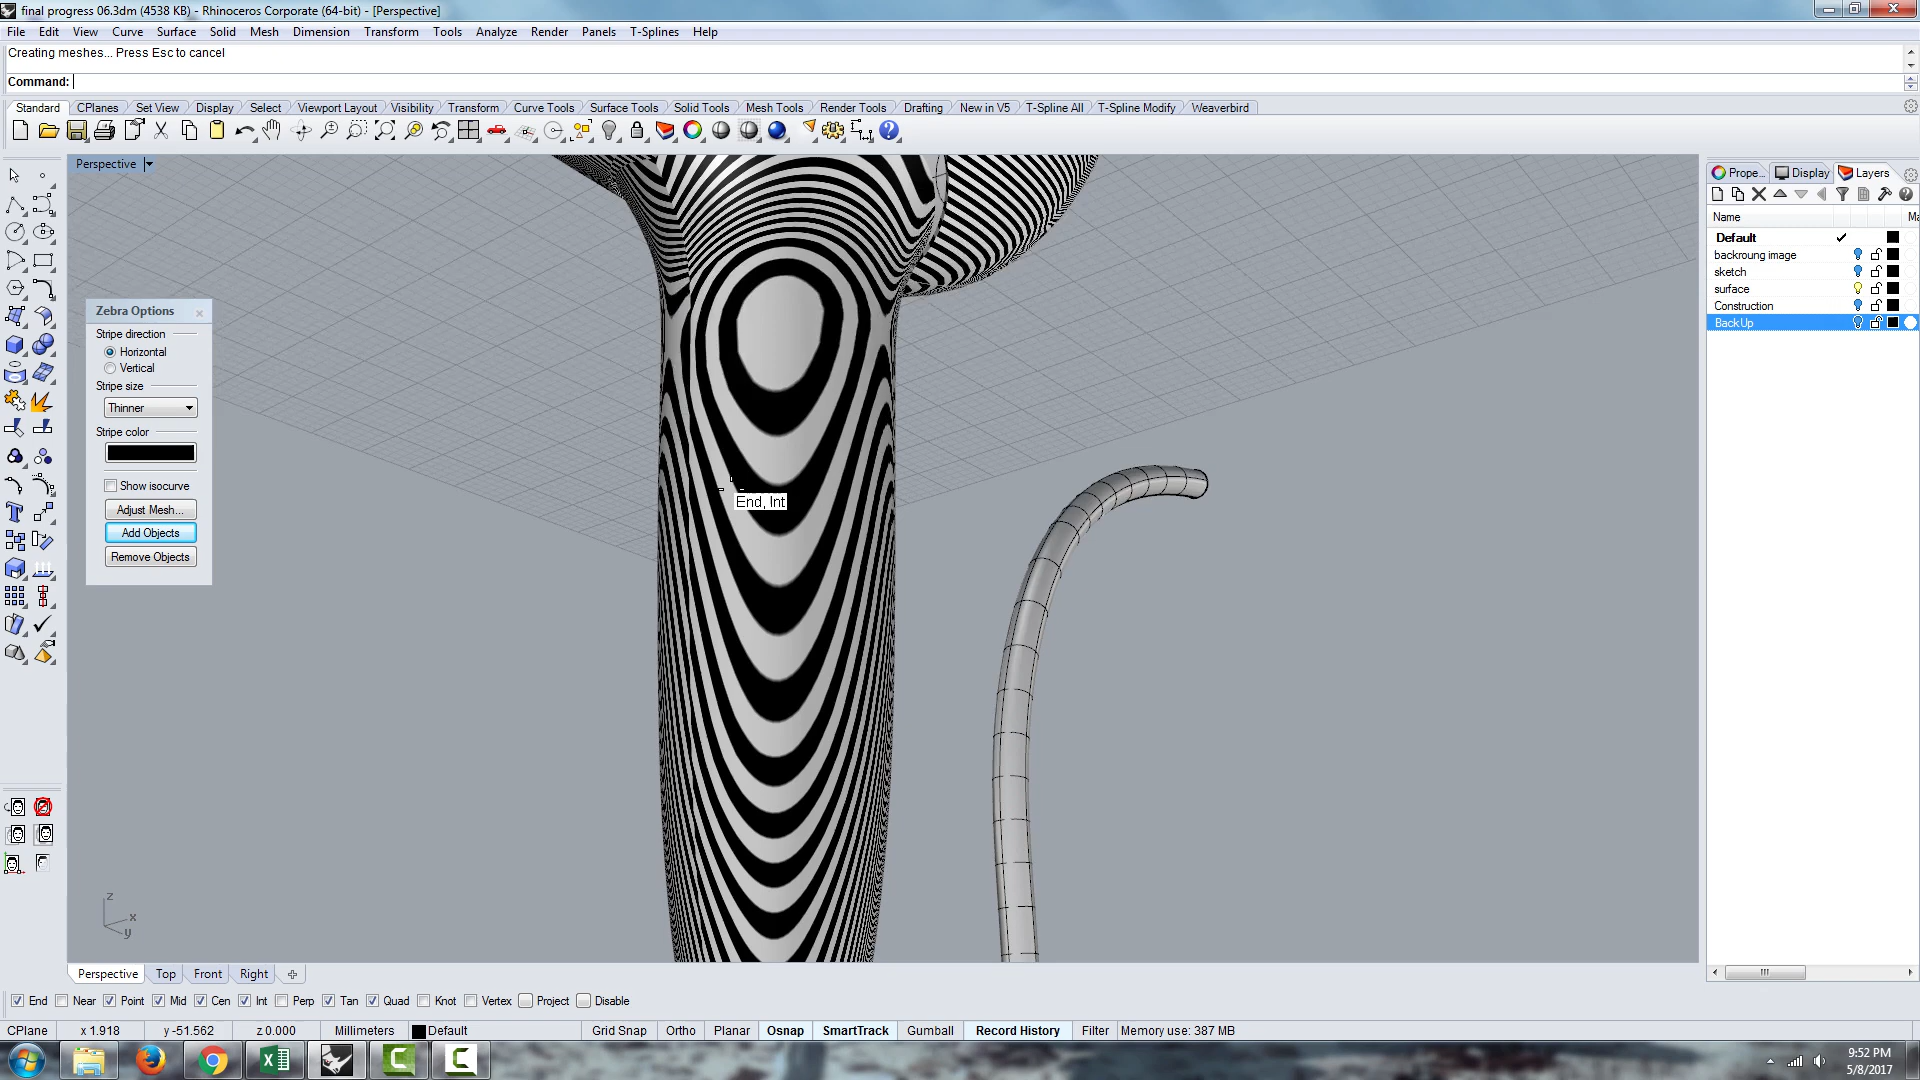 final progress 06.3dm (4538 KB) - Rhinoceros Corporate (64-bit) - [Perspective]
File Edit View Curve Surface Solid Mesh Dimension Transform Tools Analyze Render Panels T-Splines Help
Creating meshes... Press Esc to cancel
Command:
Standard CPlanes Set View Display Select Viewport Layout Visibility Transform Curve Tools Surface Tools Solid Tools Mesh Tools Render Tools Drafting New in V5 T-Spline All T-Spline Modify Weaverbird
Perspective
Prope... Display Layers
Name Ma
Default
backroung image
sketch
surface
Construction
BackUp
Zebra Options
Stripe direction
Horizontal
Vertical
Stripe size
Thinner
Stripe color
Show isocurve
Adjust Mesh...
Add Objects
Remove Objects
End, Int
z
x
y
Perspective Top Front Right
End Near Point Mid Cen Int Perp Tan Quad Knot Vertex Project Disable
CPlane x 1.918 y -51.562 z 0.000 Millimeters Default Grid Snap Ortho Planar Osnap SmartTrack Gumball Record History Filter Memory use: 387 MB
9:52 PM
5/8/2017